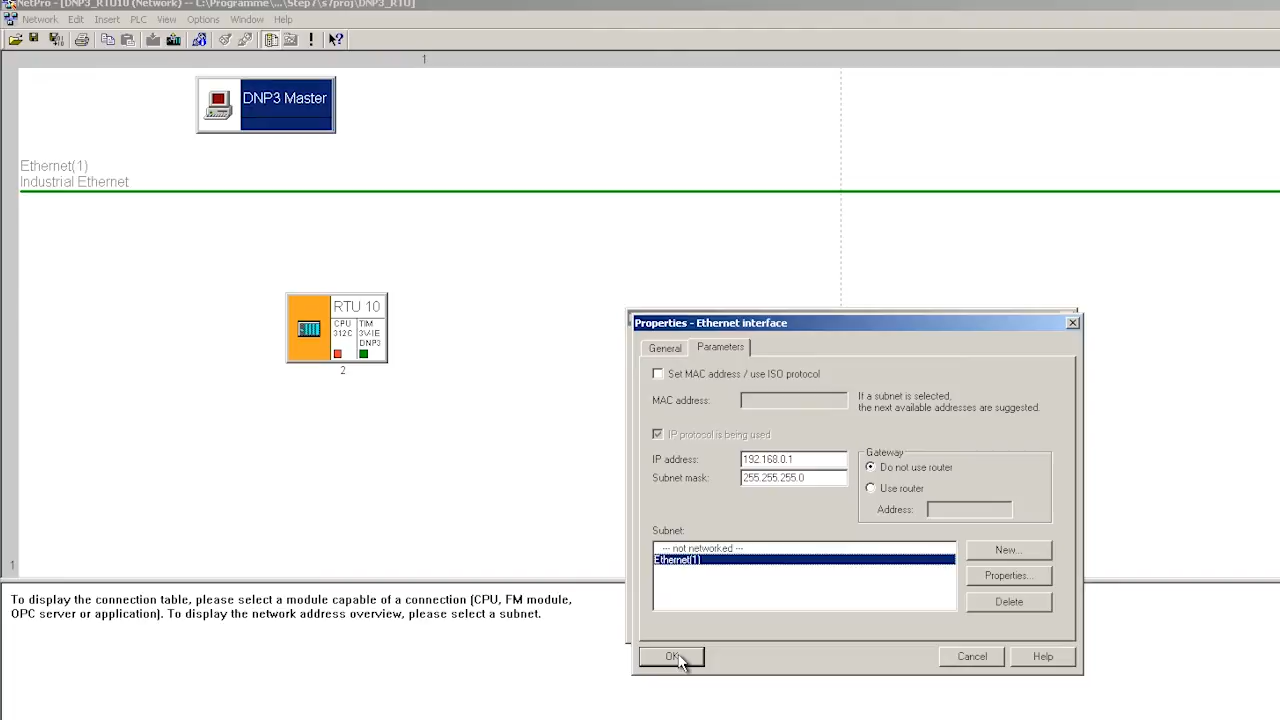 NetPro - [DNP3_RTU10 (Network) -- C:\Programme\...\Step7\s7proj\DNP3_RTU]
Network Edit Insert PLC View Options Window Help
1
DNP3 Master
Ethernet(1)
Industrial Ethernet
RTU 10
CPU
312C
TIM
3V-IE
DNP3
2
1
Properties - Ethernet interface
General Parameters
Set MAC address / use ISO protocol
MAC address:
If a subnet is selected,
the next available addresses are suggested.
IP protocol is being used
IP address: 192.168.0.1
Subnet mask: 255.255.255.0
Gateway
Do not use router
Use router
Address:
Subnet:
--- not networked ---
Ethernet(1)
New...
Properties...
Delete
OK Cancel Help
To display the connection table, please select a module capable of a connection (CPU, FM module,
OPC server or application). To display the network address overview, please select a subnet.